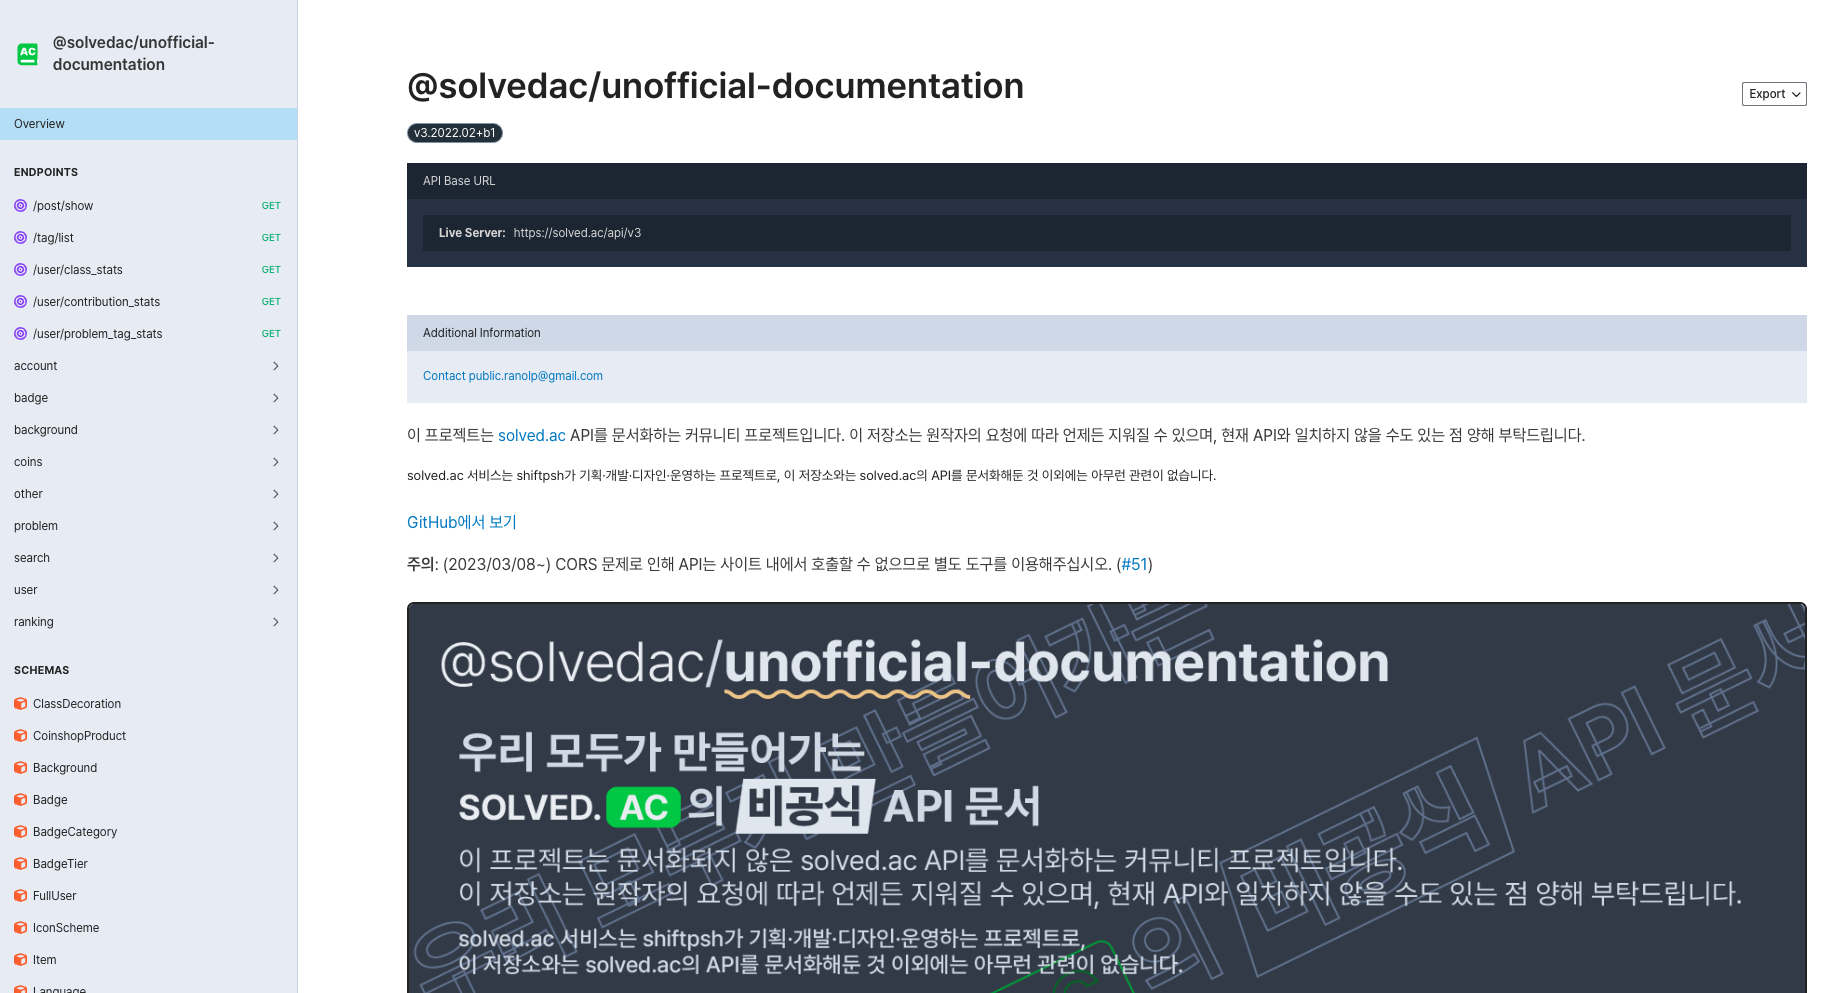 @solvedac/unofficial-
documentation
Overview
ENDPOINTS
/post/show GET
/tag/list GET
/user/class_stats GET
/user/contribution_stats GET
/user/problem_tag_stats GET
account
badge
background
coins
other
problem
search
user
ranking
SCHEMAS
ClassDecoration
CoinshopProduct
Background
Badge
BadgeCategory
BadgeTier
FullUser
IconScheme
Item
Language
@solvedac/unofficial-documentation
Export
v3.2022.02+b1
API Base URL
Live Server: https://solved.ac/api/v3
Additional Information
Contact public.ranolp@gmail.com
이 프로젝트는 solved.ac API를 문서화하는 커뮤니티 프로젝트입니다. 이 저장소는 원작자의 요청에 따라 언제든 지워질 수 있으며, 현재 API와 일치하지 않을 수도 있는 점 양해 부탁드립니다.
solved.ac 서비스는 shiftpsh가 기획·개발·디자인·운영하는 프로젝트로, 이 저장소와는 solved.ac의 API를 문서화해둔 것 이외에는 아무런 관련이 없습니다.
GitHub에서 보기
주의: (2023/03/08~) CORS 문제로 인해 API는 사이트 내에서 호출할 수 없으므로 별도 도구를 이용해주십시오. (#51)
@solvedac/unofficial-documentation
우리 모두가 만들어가는
SOLVED.AC의 비공식 API 문서
이 프로젝트는 문서화되지 않은 solved.ac API를 문서화하는 커뮤니티 프로젝트입니다.
이 저장소는 원작자의 요청에 따라 언제든 지워질 수 있으며, 현재 API와 일치하지 않을 수도 있는 점 양해 부탁드립니다.
solved.ac 서비스는 shiftpsh가 기획·개발·디자인·운영하는 프로젝트로,
이 저장소와는 solved.ac의 API를 문서화해둔 것 이외에는 아무런 관련이 없습니다.